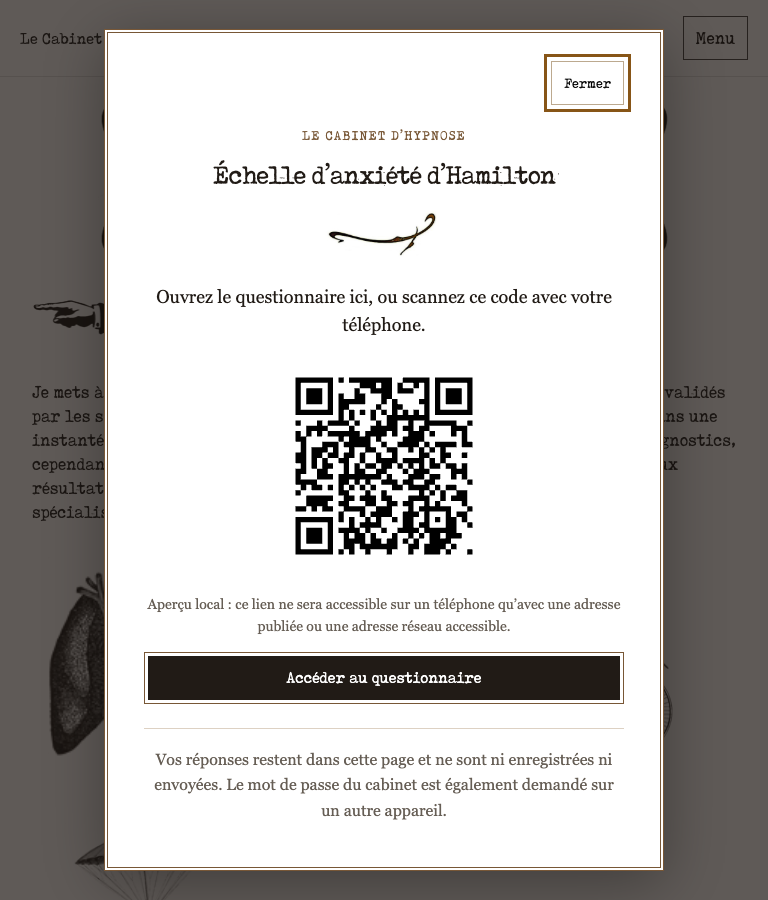 Le Cabinet
Menu
Fermer
LE CABINET D’HYPNOSE
Échelle d’anxiété d’Hamilton
Ouvrez le questionnaire ici, ou scannez ce code avec votre
téléphone.
Je mets à
par les
instanté
cependan
résultat
spécialis
validés
une
gnostics,
ux
Aperçu local : ce lien ne sera accessible sur un téléphone qu’avec une adresse
publiée ou une adresse réseau accessible.
Accéder au questionnaire
Vos réponses restent dans cette page et ne sont ni enregistrées ni
envoyées. Le mot de passe du cabinet est également demandé sur
un autre appareil.